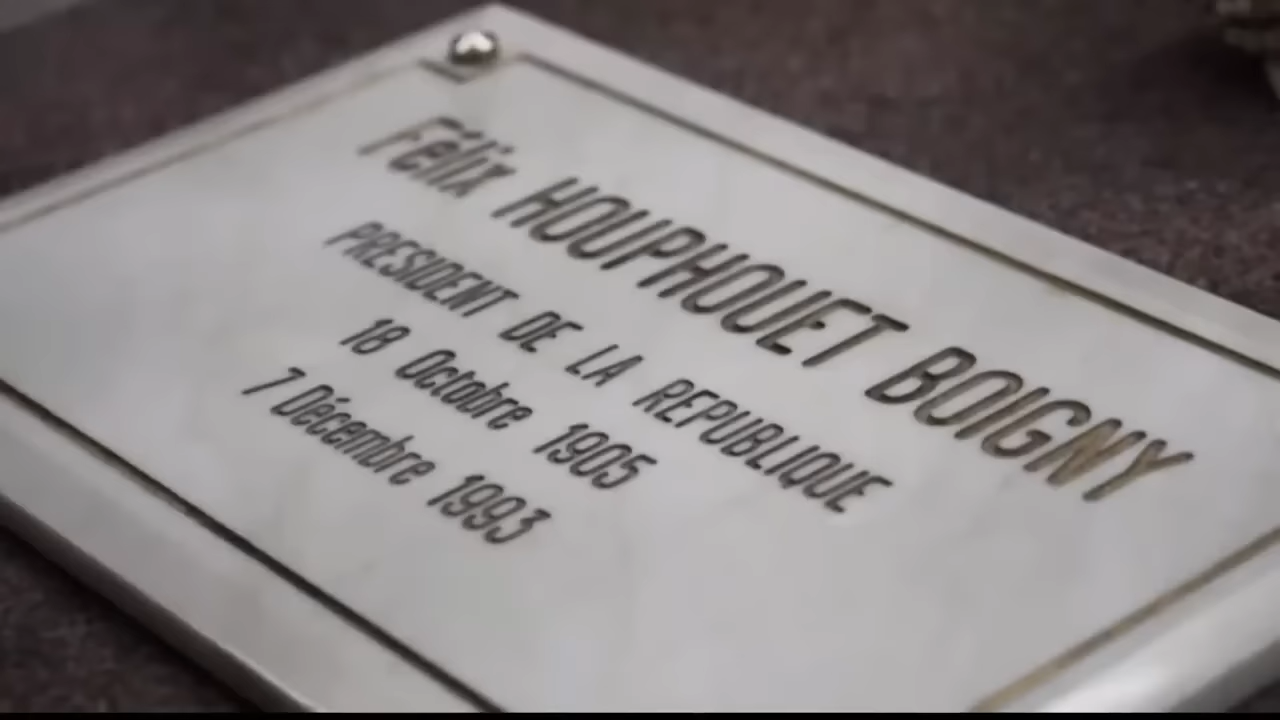 Félix HOUPHOUET BOIGNY
PRESIDENT DE LA REPUBLIQUE
18 Octobre 1905
7 Décembre 1993